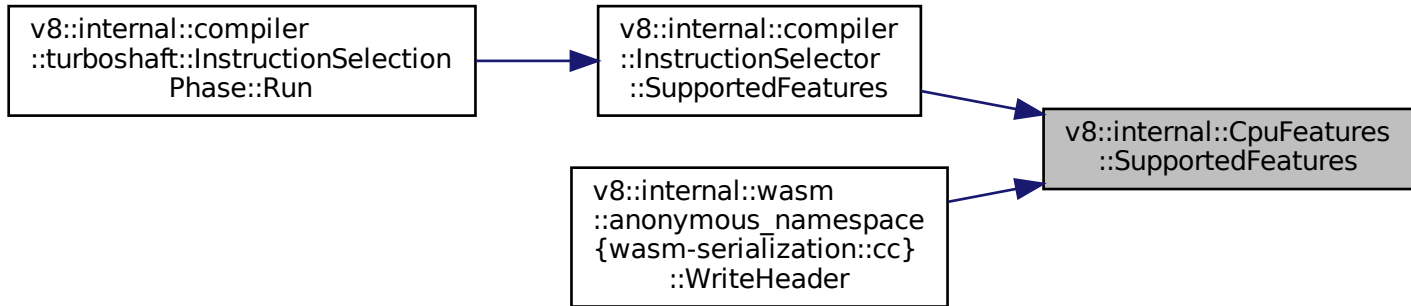 v8::internal::compiler
::turboshaft::InstructionSelection
Phase::Run
v8::internal::compiler
::InstructionSelector
::SupportedFeatures
v8::internal::CpuFeatures
::SupportedFeatures
v8::internal::wasm
::anonymous_namespace
{wasm-serialization::cc}
::WriteHeader